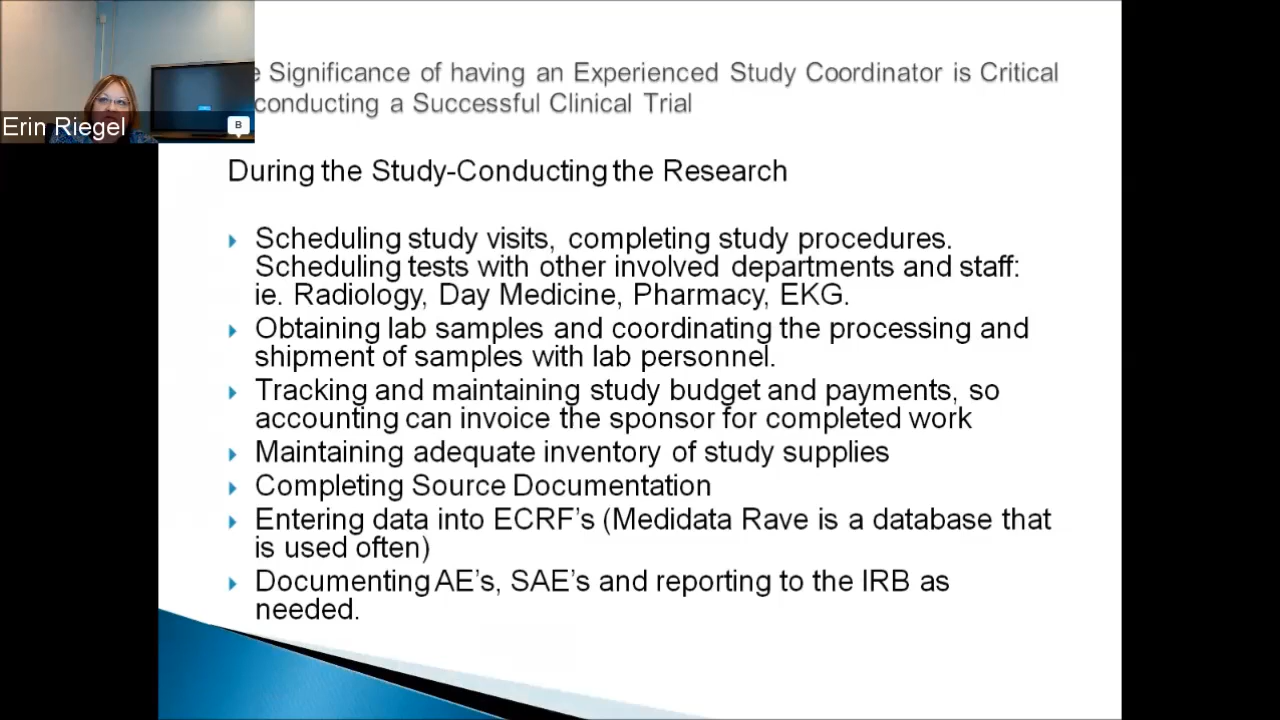 Significance of having an Experienced Study Coordinator is Critical
conducting a Successful Clinical Trial
Erin Riegel
B
During the Study-Conducting the Research
Scheduling study visits, completing study procedures.
Scheduling tests with other involved departments and staff:
ie. Radiology, Day Medicine, Pharmacy, EKG.
Obtaining lab samples and coordinating the processing and
shipment of samples with lab personnel.
Tracking and maintaining study budget and payments, so
accounting can invoice the sponsor for completed work
Maintaining adequate inventory of study supplies
Completing Source Documentation
Entering data into ECRF's (Medidata Rave is a database that
is used often)
Documenting AE's, SAE's and reporting to the IRB as
needed.